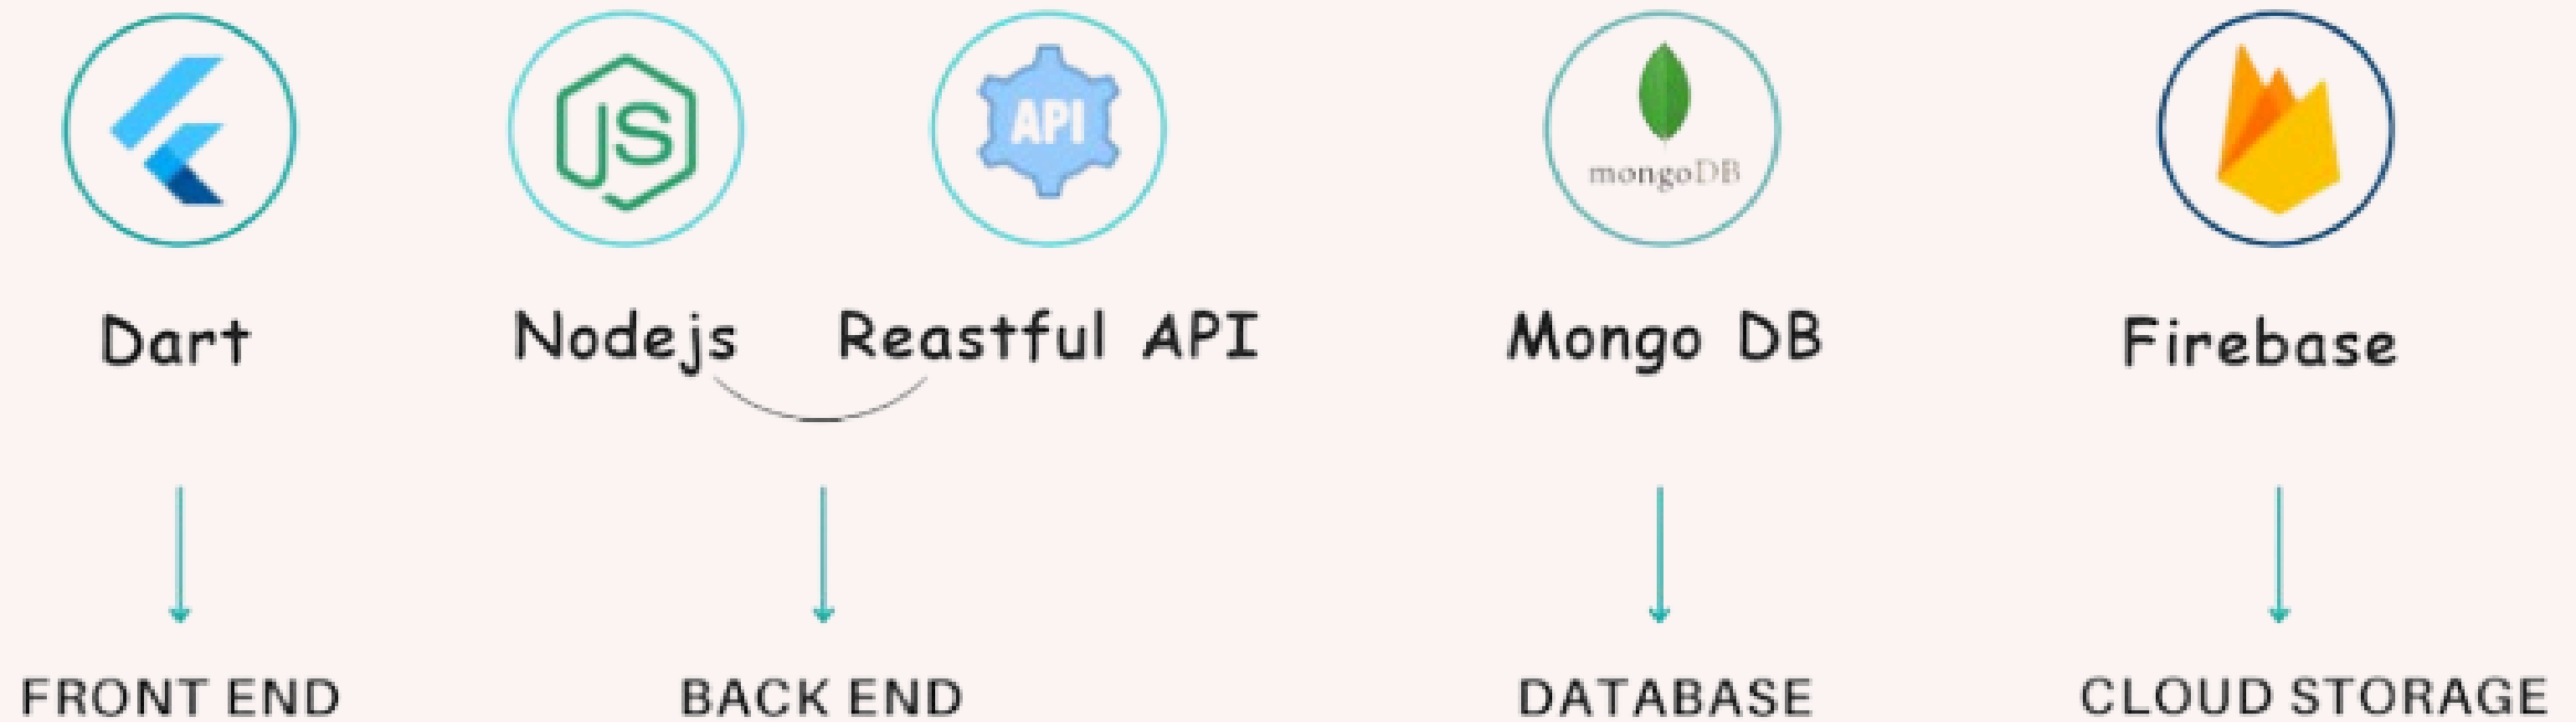 JS
API
mongoDB
Dart
Nodejs
Reastful API
Mongo DB
Firebase
FRONT END
BACK END
DATABASE
CLOUD STORAGE